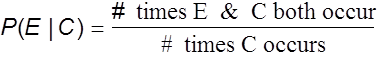 P(E | C) = # times E & C both occur / # times C occurs